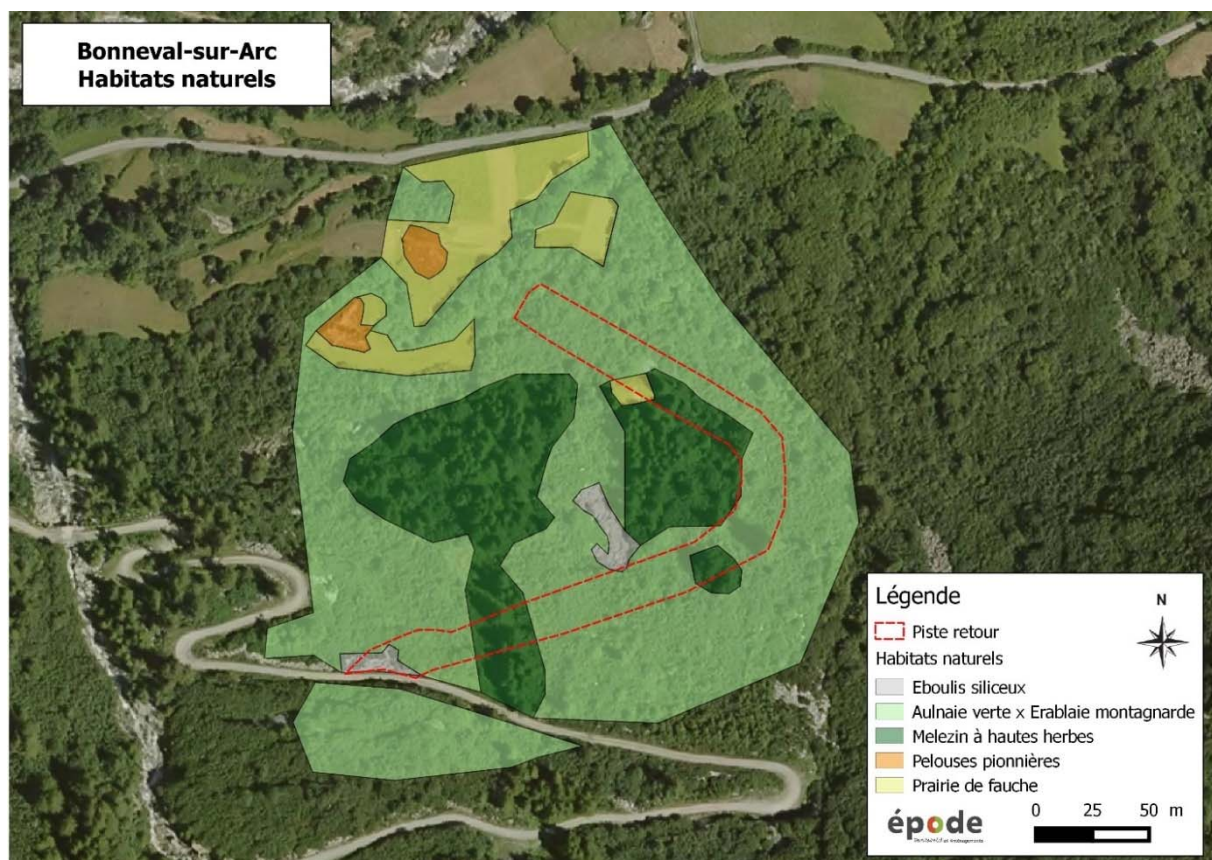 Bonneval-sur-Arc
Habitats naturels
Légende
N
Piste retour
Habitats naturels
Eboulis siliceux
Aulnaie verte x Erablaie montagnarde
Melezin à hautes herbes
Pelouses pionnières
Prairie de fauche
épode
0 25 50 m